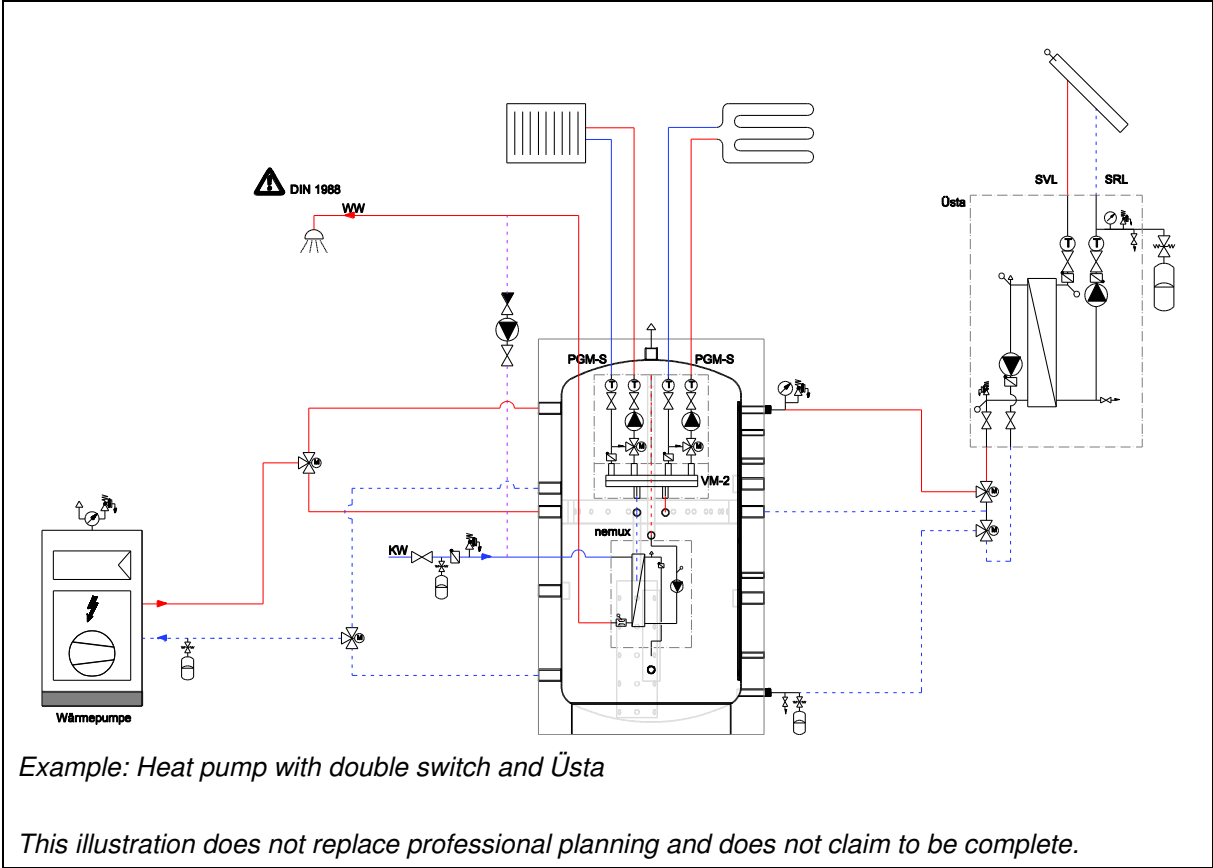 DIN 1988
WW
SVL
SRL
Üsta
PGM-S
PGM-S
M
VM-2
M
nemux
KW
M
M
Wärmepumpe
T
T
T
T
T
T
M
M
Example: Heat pump with double switch and Üsta
This illustration does not replace professional planning and does not claim to be complete.